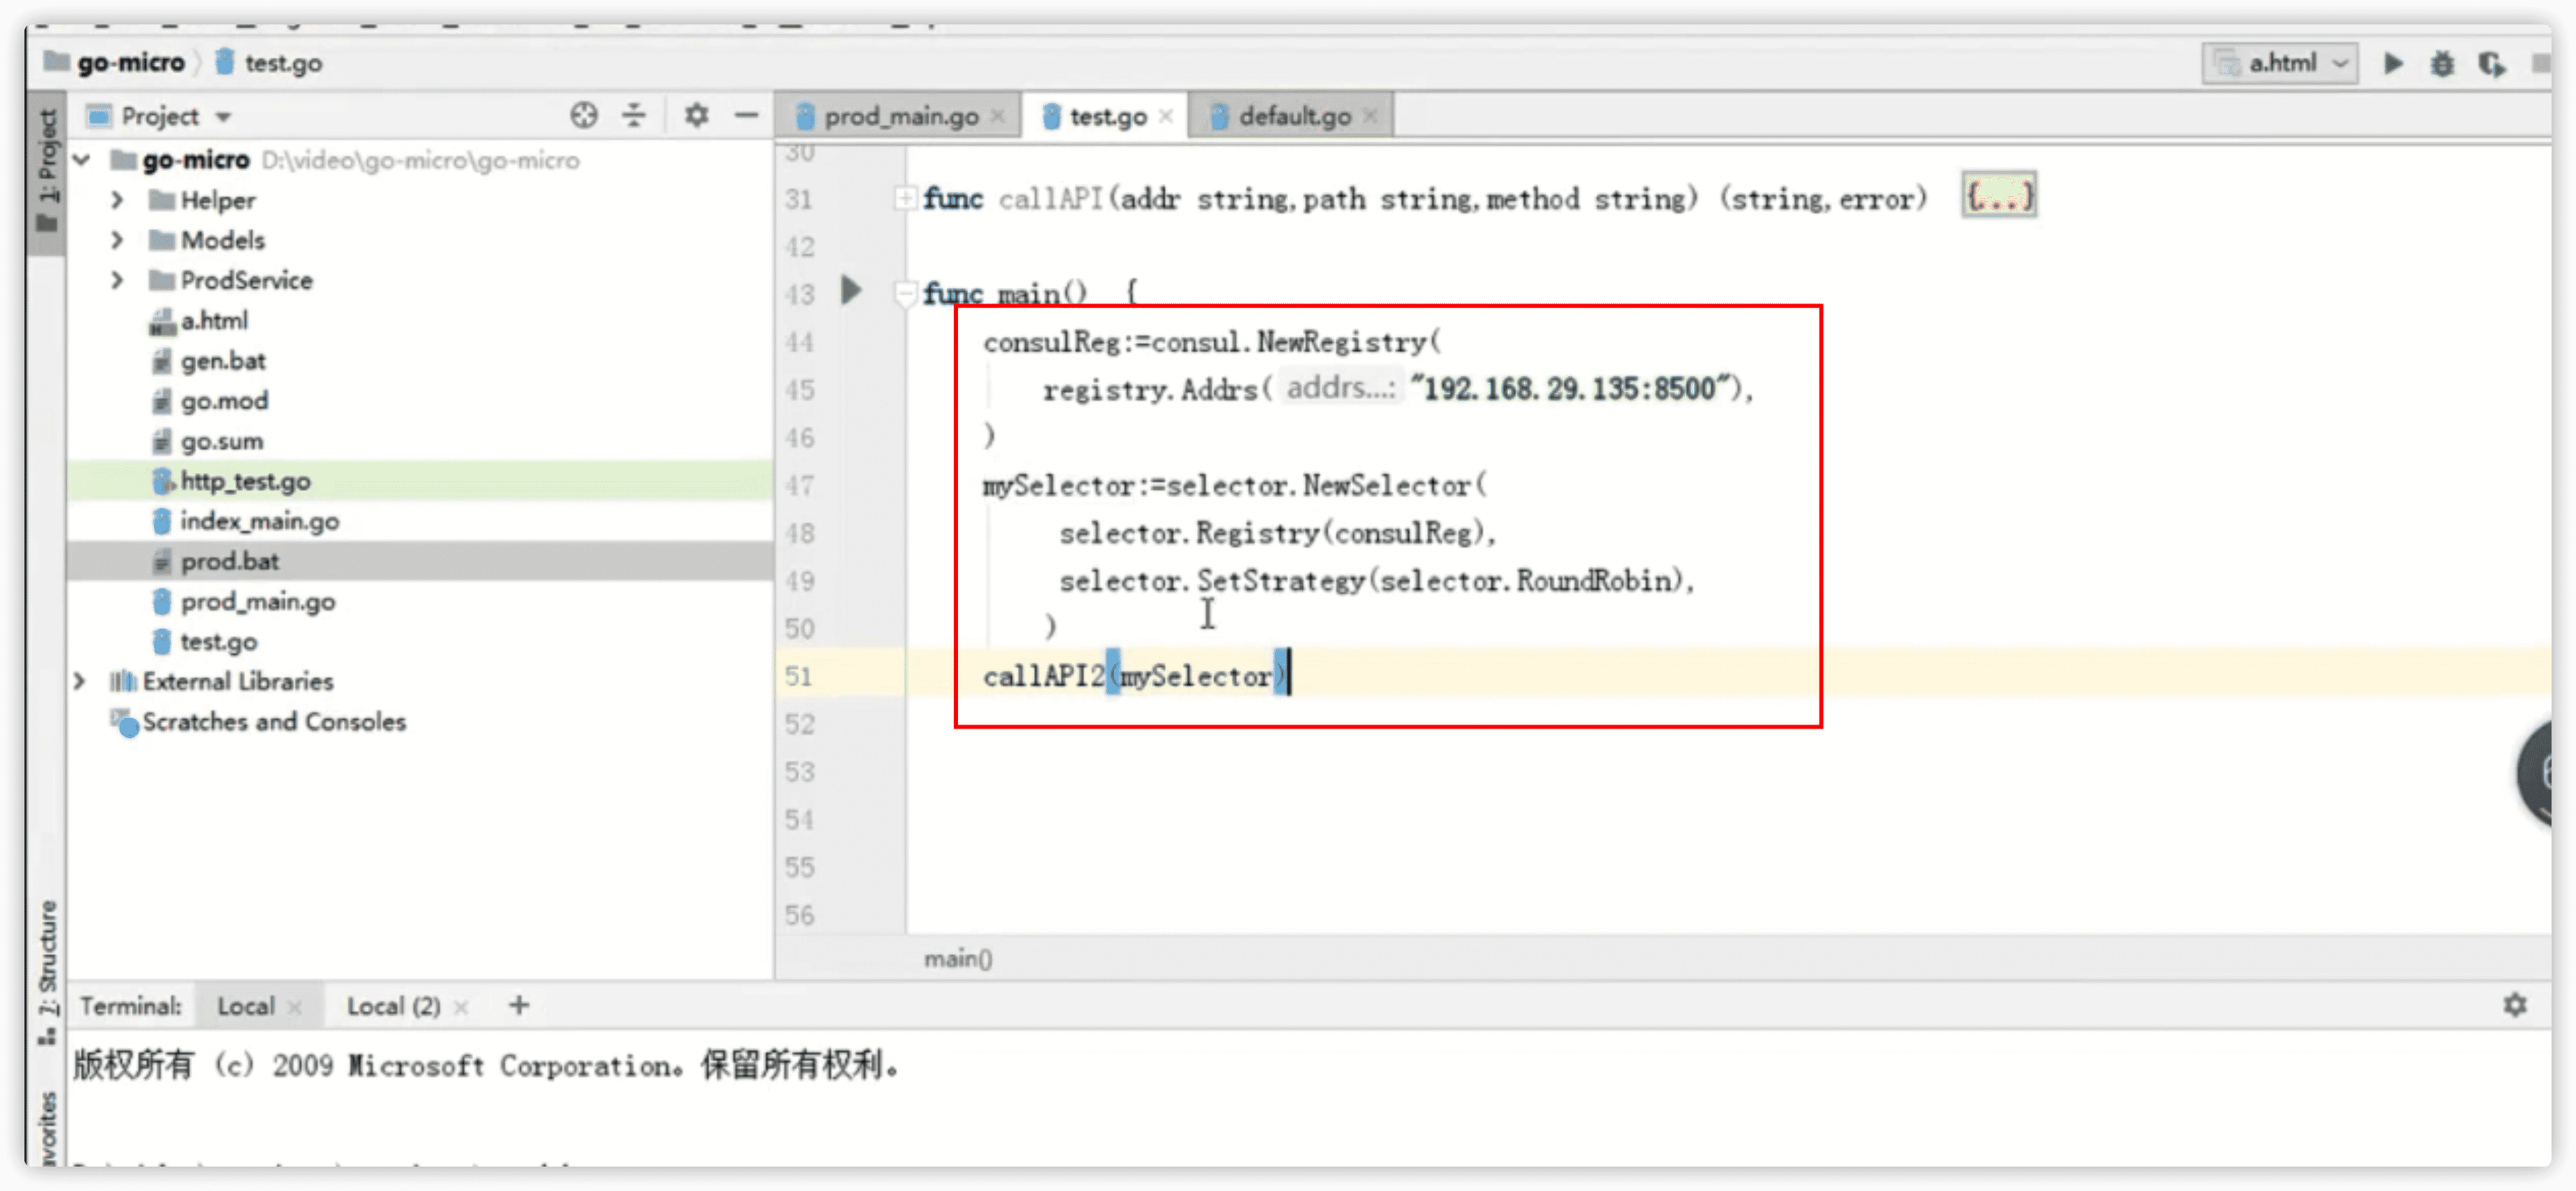 go-micro test.go
a.html
1: Project
Project
prod_main.go
test.go
default.go
go-micro D:\video\go-micro\go-micro
Helper
Models
ProdService
a.html
gen.bat
go.mod
go.sum
http_test.go
index_main.go
prod.bat
prod_main.go
test.go
External Libraries
Scratches and Consoles
30
31 func callAPI(addr string,path string,method string) (string,error) {...}
42
43 func main() {
44 consulReg:=consul.NewRegistry(
45 registry.Addrs( addrs...: "192.168.29.135:8500"),
46 )
47 mySelector:=selector.NewSelector(
48 selector.Registry(consulReg),
49 selector.SetStrategy(selector.RoundRobin),
50 )
51 callAPI2(mySelector)
52
53
54
55
56
main()
7: Structure
Terminal: Local Local (2) +
版权所有 (c) 2009 Microsoft Corporation。保留所有权利。